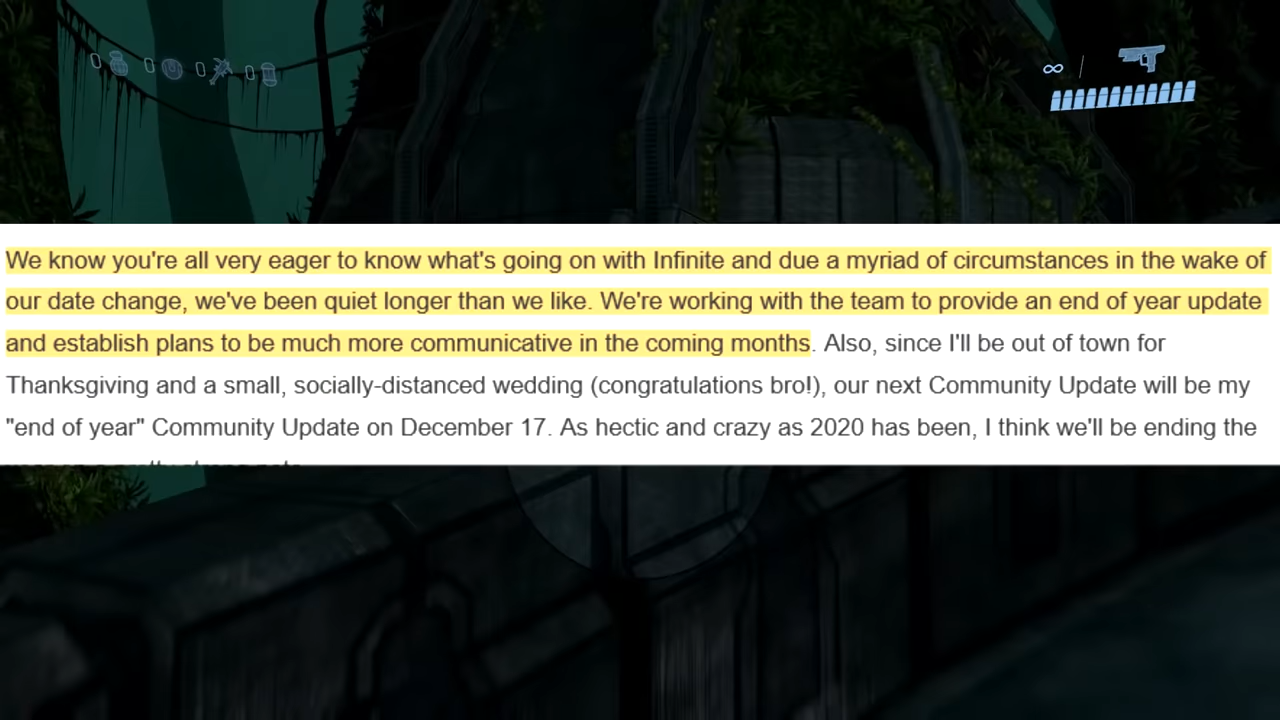 0 0 0 0
∞
We know you're all very eager to know what's going on with Infinite and due a myriad of circumstances in the wake of
our date change, we've been quiet longer than we like. We're working with the team to provide an end of year update
and establish plans to be much more communicative in the coming months. Also, since I'll be out of town for
Thanksgiving and a small, socially-distanced wedding (congratulations bro!), our next Community Update will be my
"end of year" Community Update on December 17. As hectic and crazy as 2020 has been, I think we'll be ending the